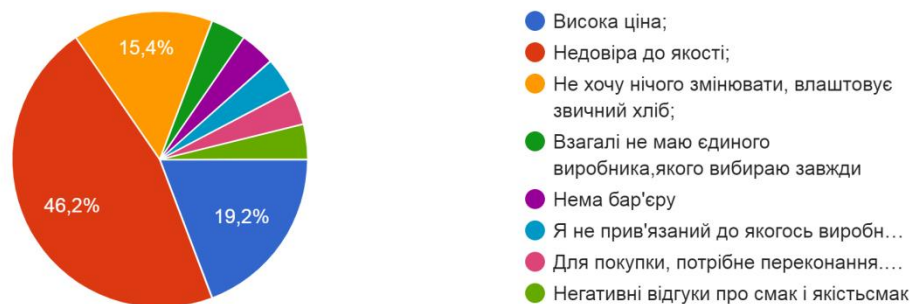 15,4%
46,2%
19,2%
Висока ціна;
Недовіра до якості;
Не хочу нічого змінювати, влаштовує
звичний хліб;
Взагалі не маю єдиного
виробника,якого вибираю завжди
Нема бар'єру
Я не прив'язаний до якогось виробн…
Для покупки, потрібне переконання.…
Негативні відгуки про смак і якістьсмак